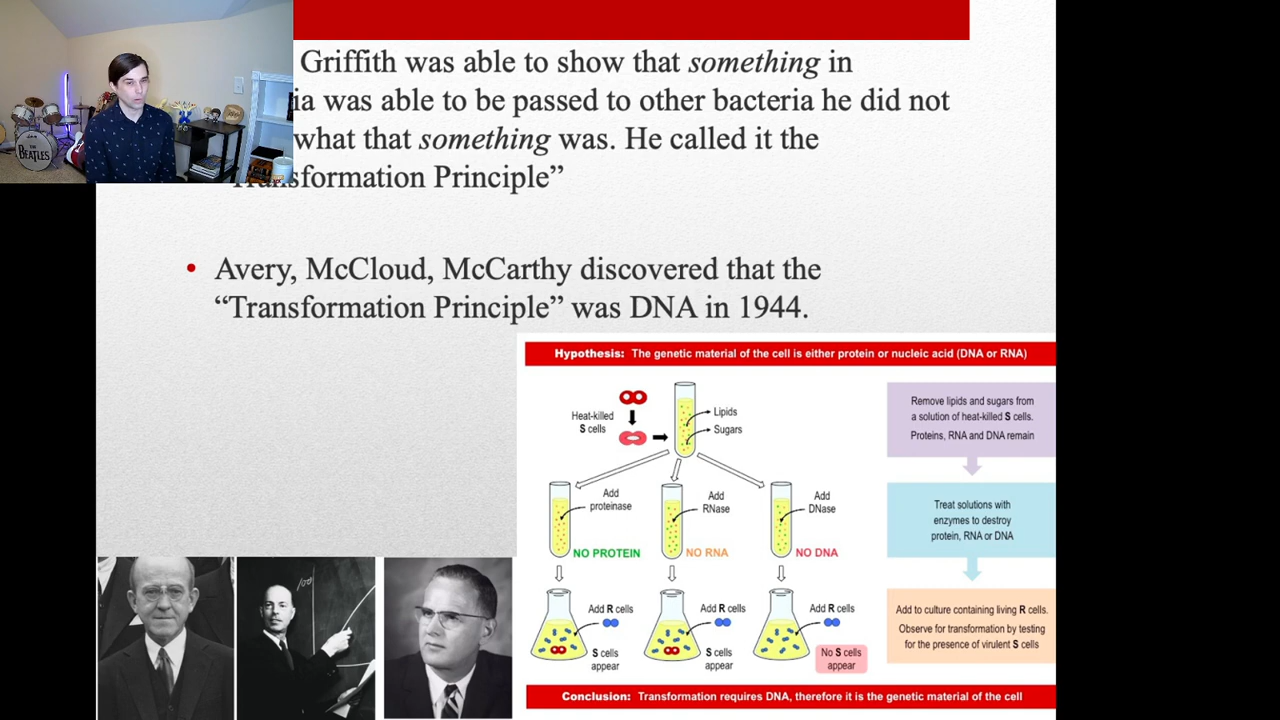 Griffith was able to show that something in
ia was able to be passed to other bacteria he did not
what that something was. He called it the
sformation Principle”
• Avery, McCloud, McCarthy discovered that the
“Transformation Principle” was DNA in 1944.
Hypothesis: The genetic material of the cell is either protein or nucleic acid (DNA or RNA)
Heat-killed
S cells
Lipids
Sugars
Remove lipids and sugars from
a solution of heat-killed S cells.
Proteins, RNA and DNA remain
Add
proteinase
Add
RNase
Add
DNase
NO PROTEIN
NO RNA
NO DNA
Treat solutions with
enzymes to destroy
protein, RNA or DNA
Add R cells
S cells
appear
Add R cells
S cells
appear
Add R cells
No S cells
appear
Add to culture containing living R cells.
Observe for transformation by testing
for the presence of virulent S cells
Conclusion: Transformation requires DNA, therefore it is the genetic material of the cell
THE
BEATLES
100